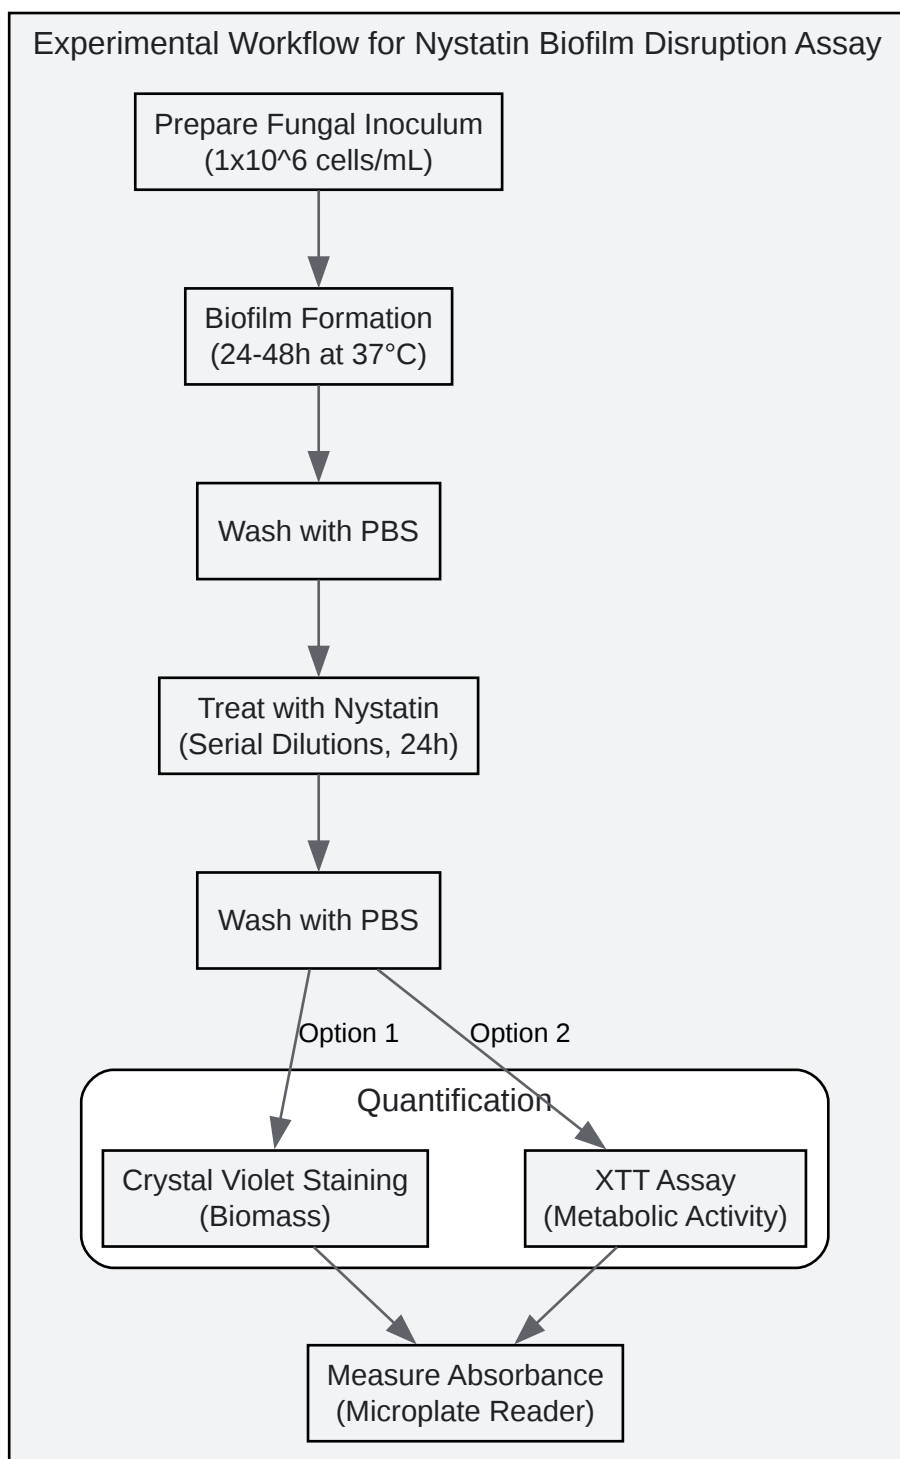 Experimental Workflow for Nystatin Biofilm Disruption Assay
Prepare Fungal Inoculum
(1x10^6 cells/mL)
Biofilm Formation
(24-48h at 37°C)
Wash with PBS
Treat with Nystatin
(Serial Dilutions, 24h)
Wash with PBS
Option 1
Option 2
Quantification
Crystal Violet Staining
(Biomass)
XTT Assay
(Metabolic Activity)
Measure Absorbance
(Microplate Reader)